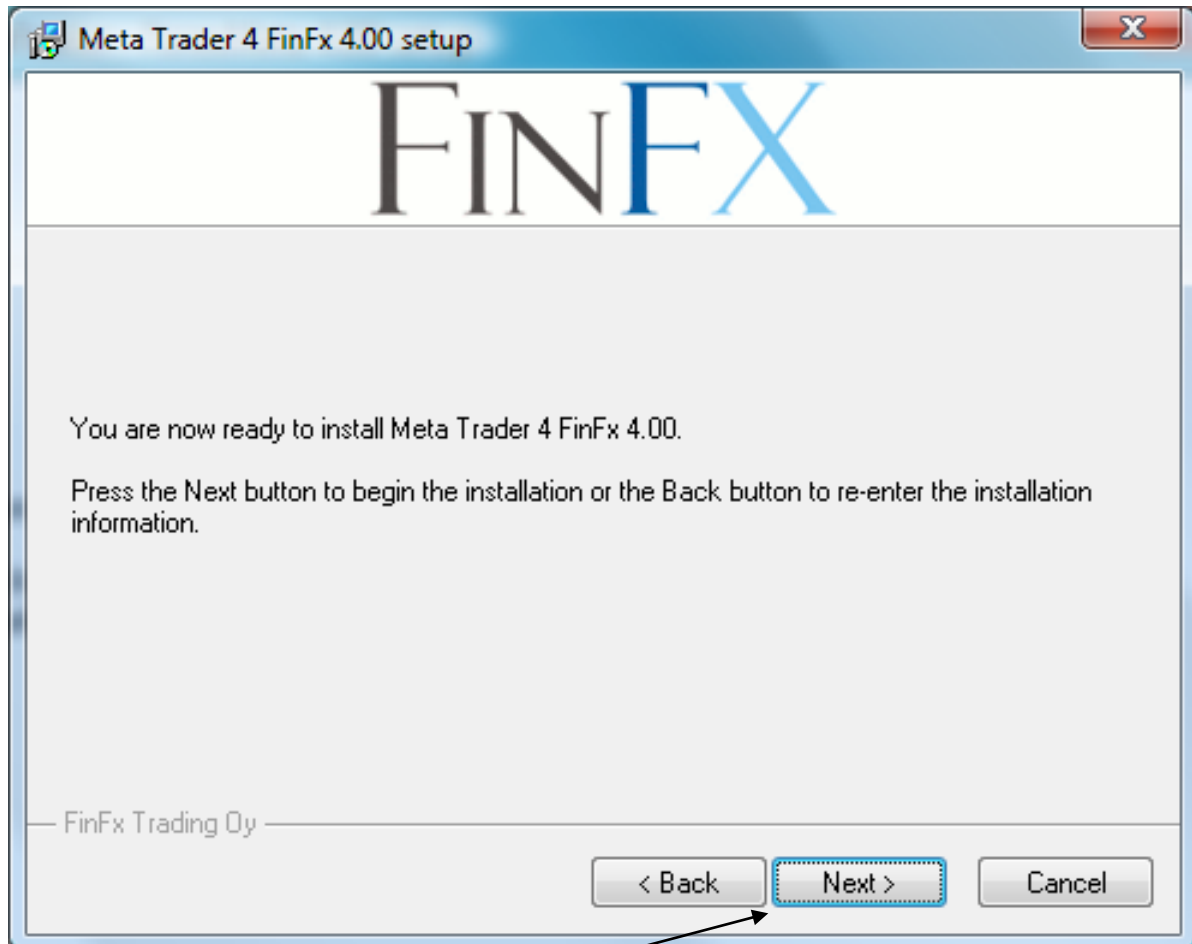 Meta Trader 4 FinFx 4.00 setup
FINFX
You are now ready to install Meta Trader 4 FinFx 4.00.
Press the Next button to begin the installation or the Back button to re-enter the installation
information.
FinFx Trading Oy
< Back Next > Cancel